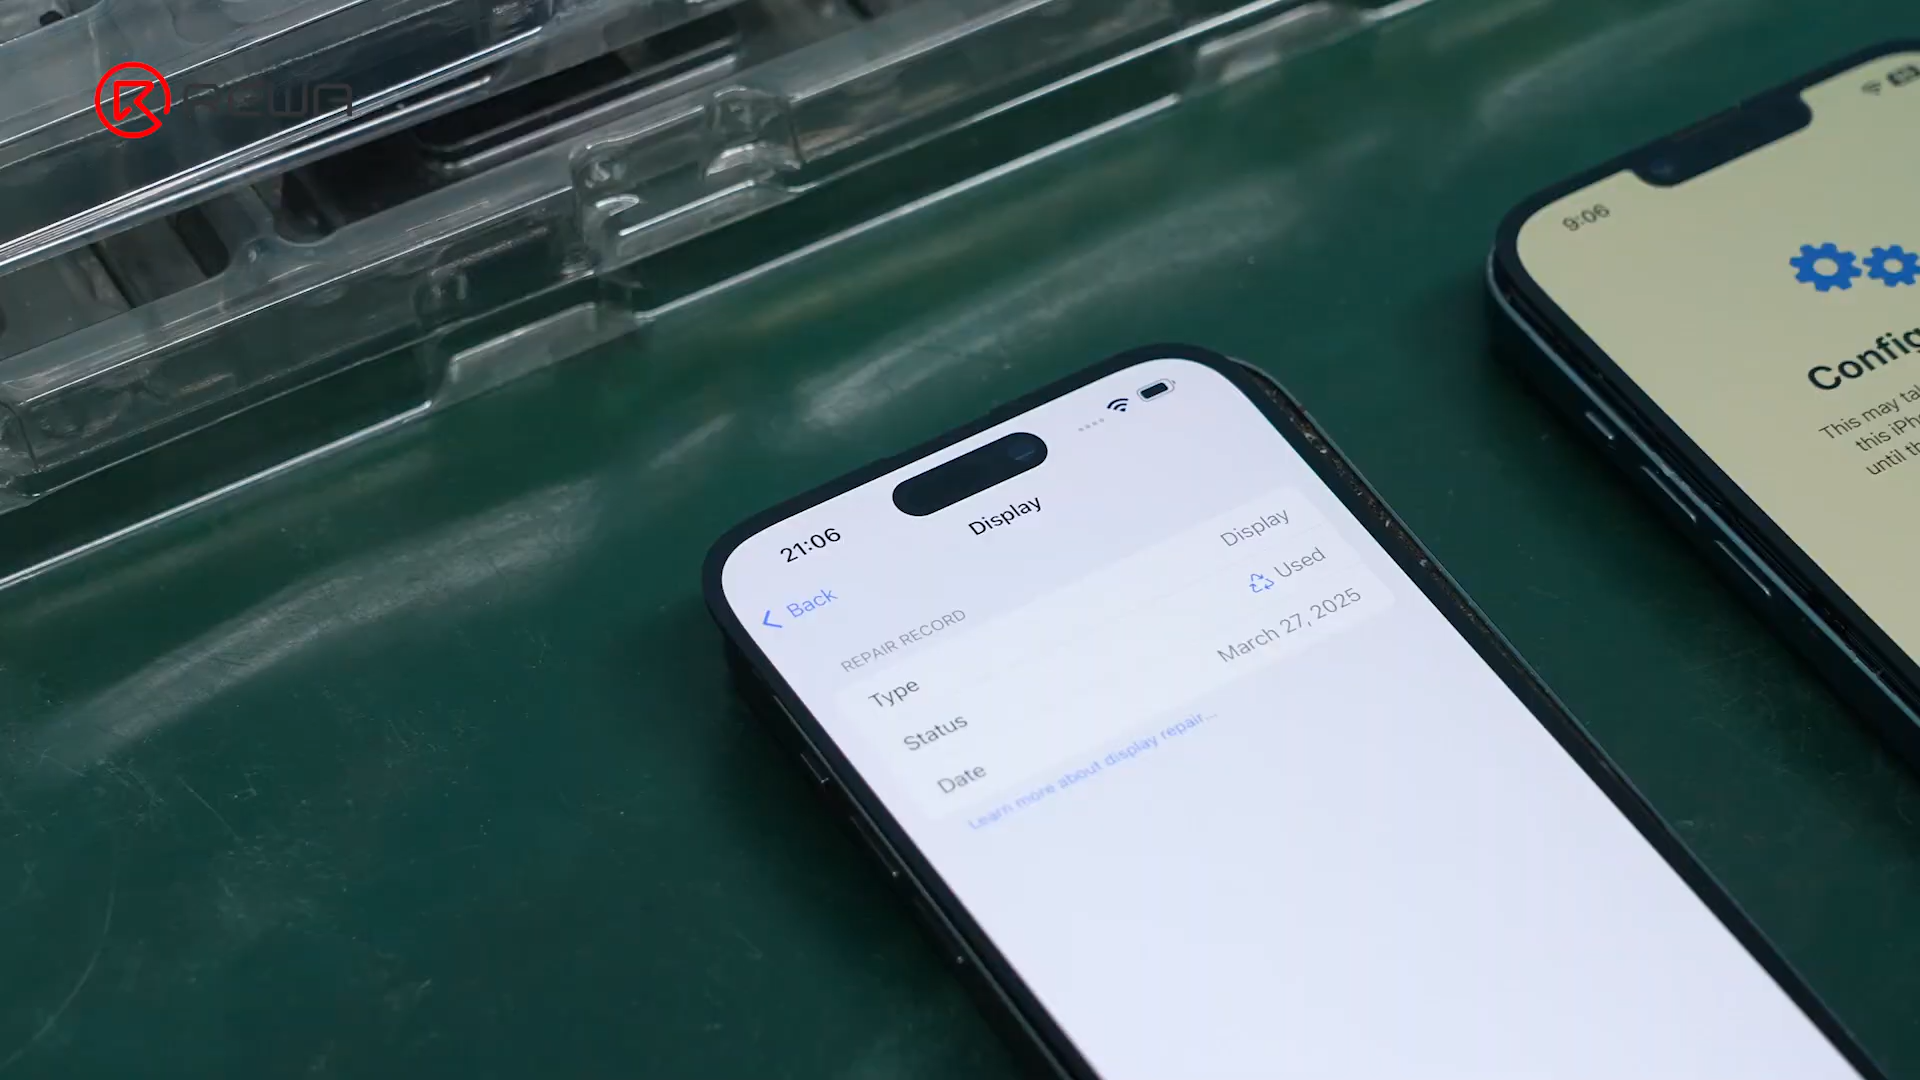 REWA
21:06
Display
Back
REPAIR RECORD
Type Display
Status Used
Date March 27, 2025
Learn more about display repair...
9:06
Config
This may ta
this iPh
until th